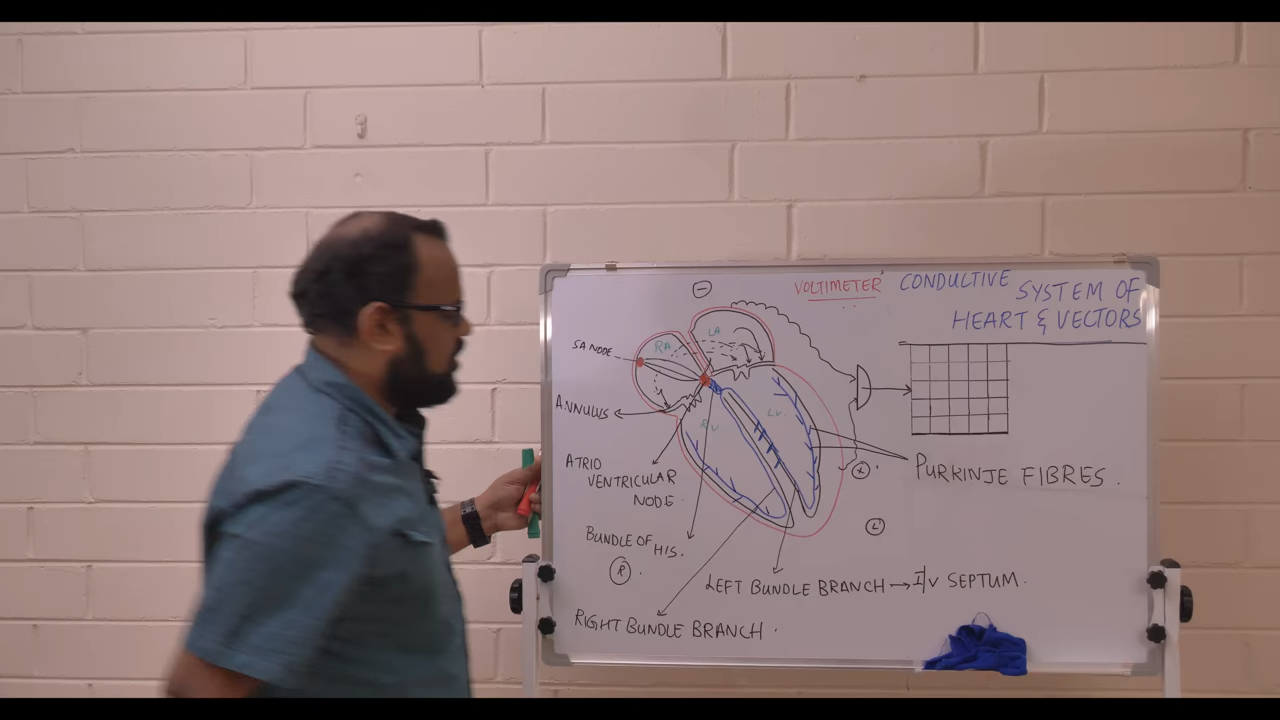 VOLTIMETER
CONDUCTIVE
SYSTEM OF
HEART & VECTORS
LA
RA
SA NODE
ANNULUS
LV
RV
ATRIO
VENTRICULAR
NODE.
PURKINJE FIBRES.
BUNDLE OF
HIS.
R
L
LEFT BUNDLE BRANCH → I/V SEPTUM.
RIGHT BUNDLE BRANCH.